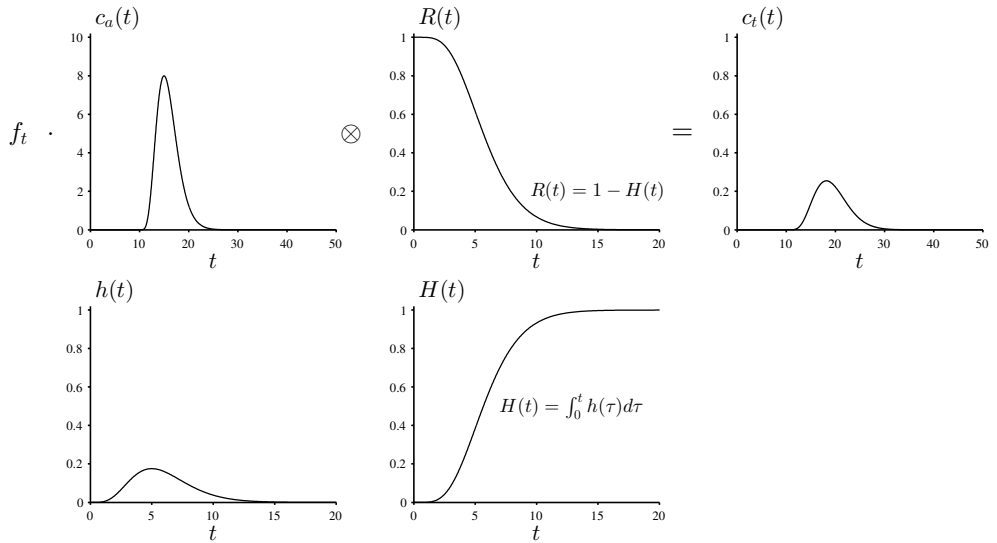 c_a(t) R(t) c_t(t)
10 8 6 4 2 0
1 0.8 0.6 0.4 0.2 0
1 0.8 0.6 0.4 0.2 0
f_t · ⊗ =
R(t) = 1 − H(t)
0 10 20 30 40 50
0 5 10 15 20
0 10 20 30 40 50
t t t
h(t) H(t)
1 0.8 0.6 0.4 0.2 0
1 0.8 0.6 0.4 0.2 0
H(t) = ∫_0^t h(τ)dτ
0 5 10 15 20
0 5 10 15 20
t t